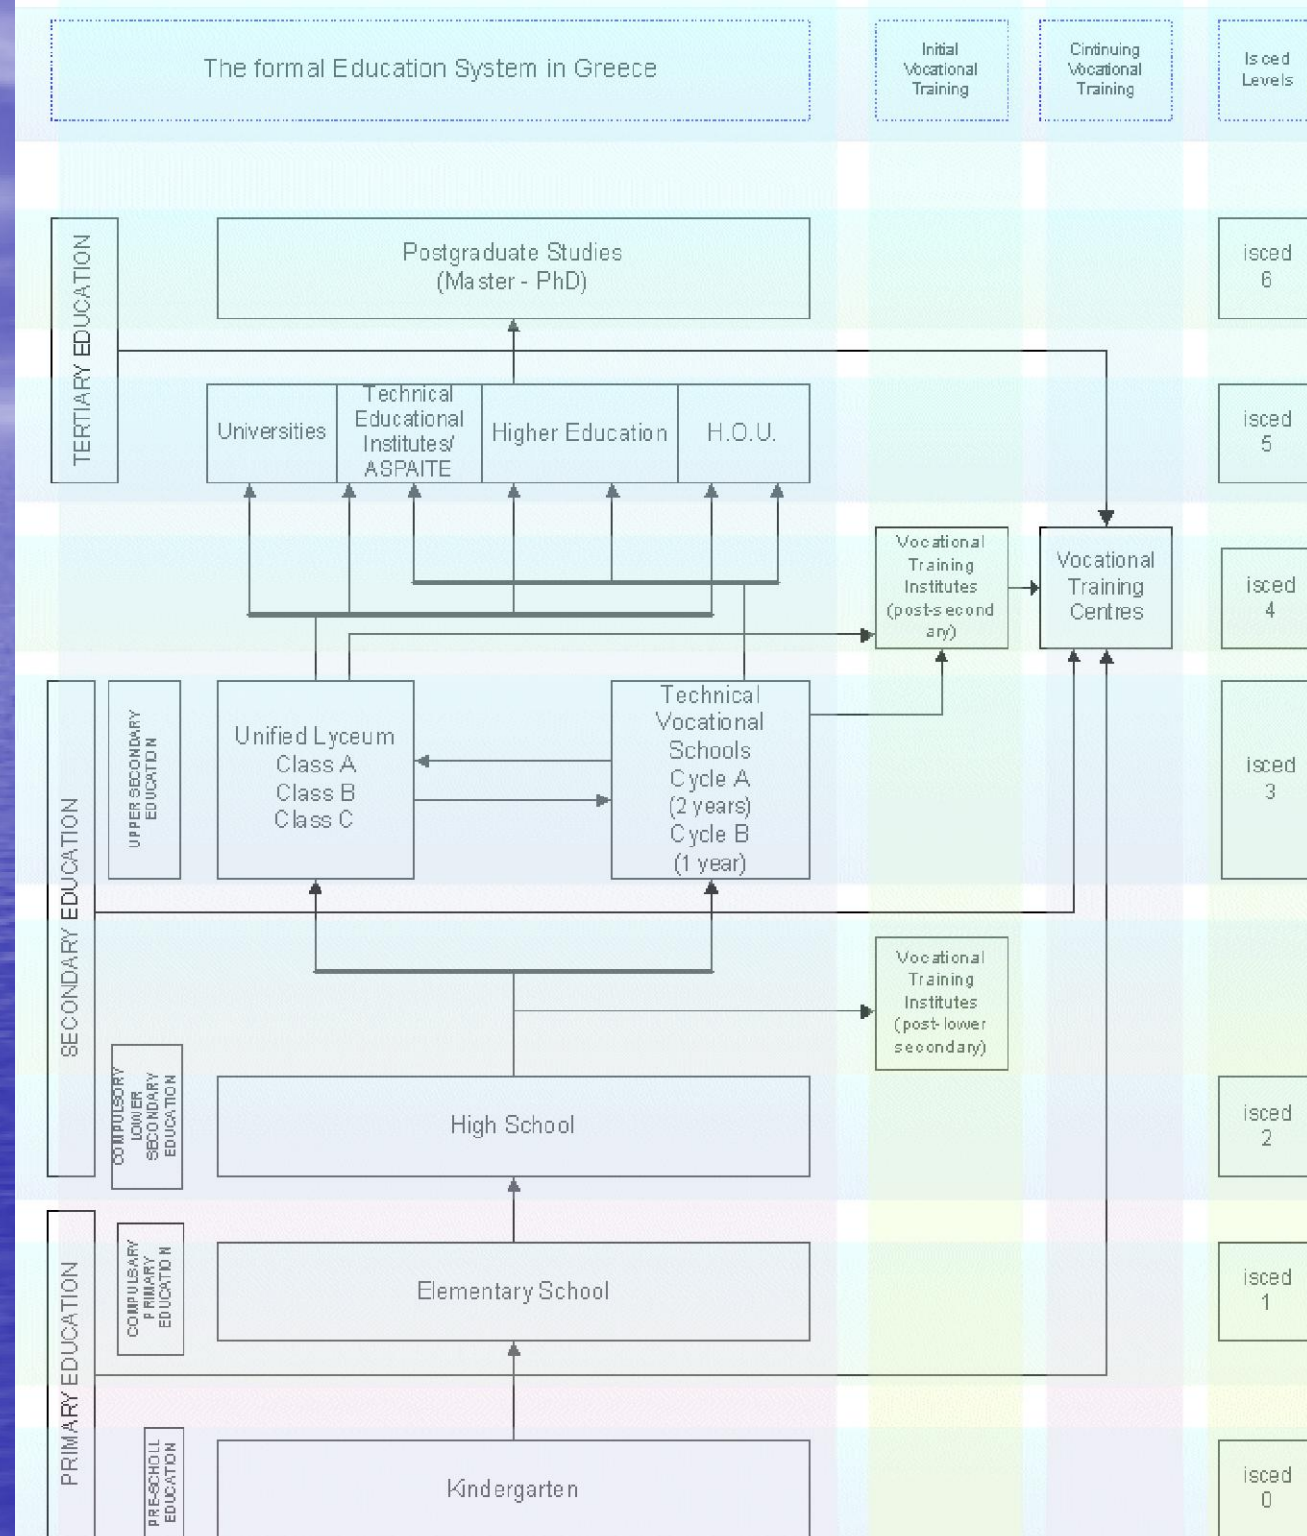 The formal Education System in Greece
Initial
Vocational
Training
Cintinuing
Vocational
Training
Isced
Levels
TERTIARY EDUCATION
Postgraduate Studies
(Master - PhD)
isced
6
Universities
Technical
Educational
Institutes/
ASPAITE
Higher Education
H.O.U.
isced
5
Vocational
Training
Institutes
(post-second
ary)
Vocational
Training
Centres
isced
4
SECONDARY EDUCATION
UPPER SECONDARY
EDUCATION
Unified Lyceum
Class A
Class B
Class C
Technical
Vocational
Schools
Cycle A
(2 years)
Cycle B
(1 year)
isced
3
Vocational
Training
Institutes
(post-lower
secondary)
COMPULSORY
LOWER
SECONDARY
EDUCATION
High School
isced
2
PRIMARY EDUCATION
COMPULSARY
PRIMARY
EDUCATION
Elementary School
isced
1
PRE-SCHOLL
EDUCATION
Kindergarten
isced
0